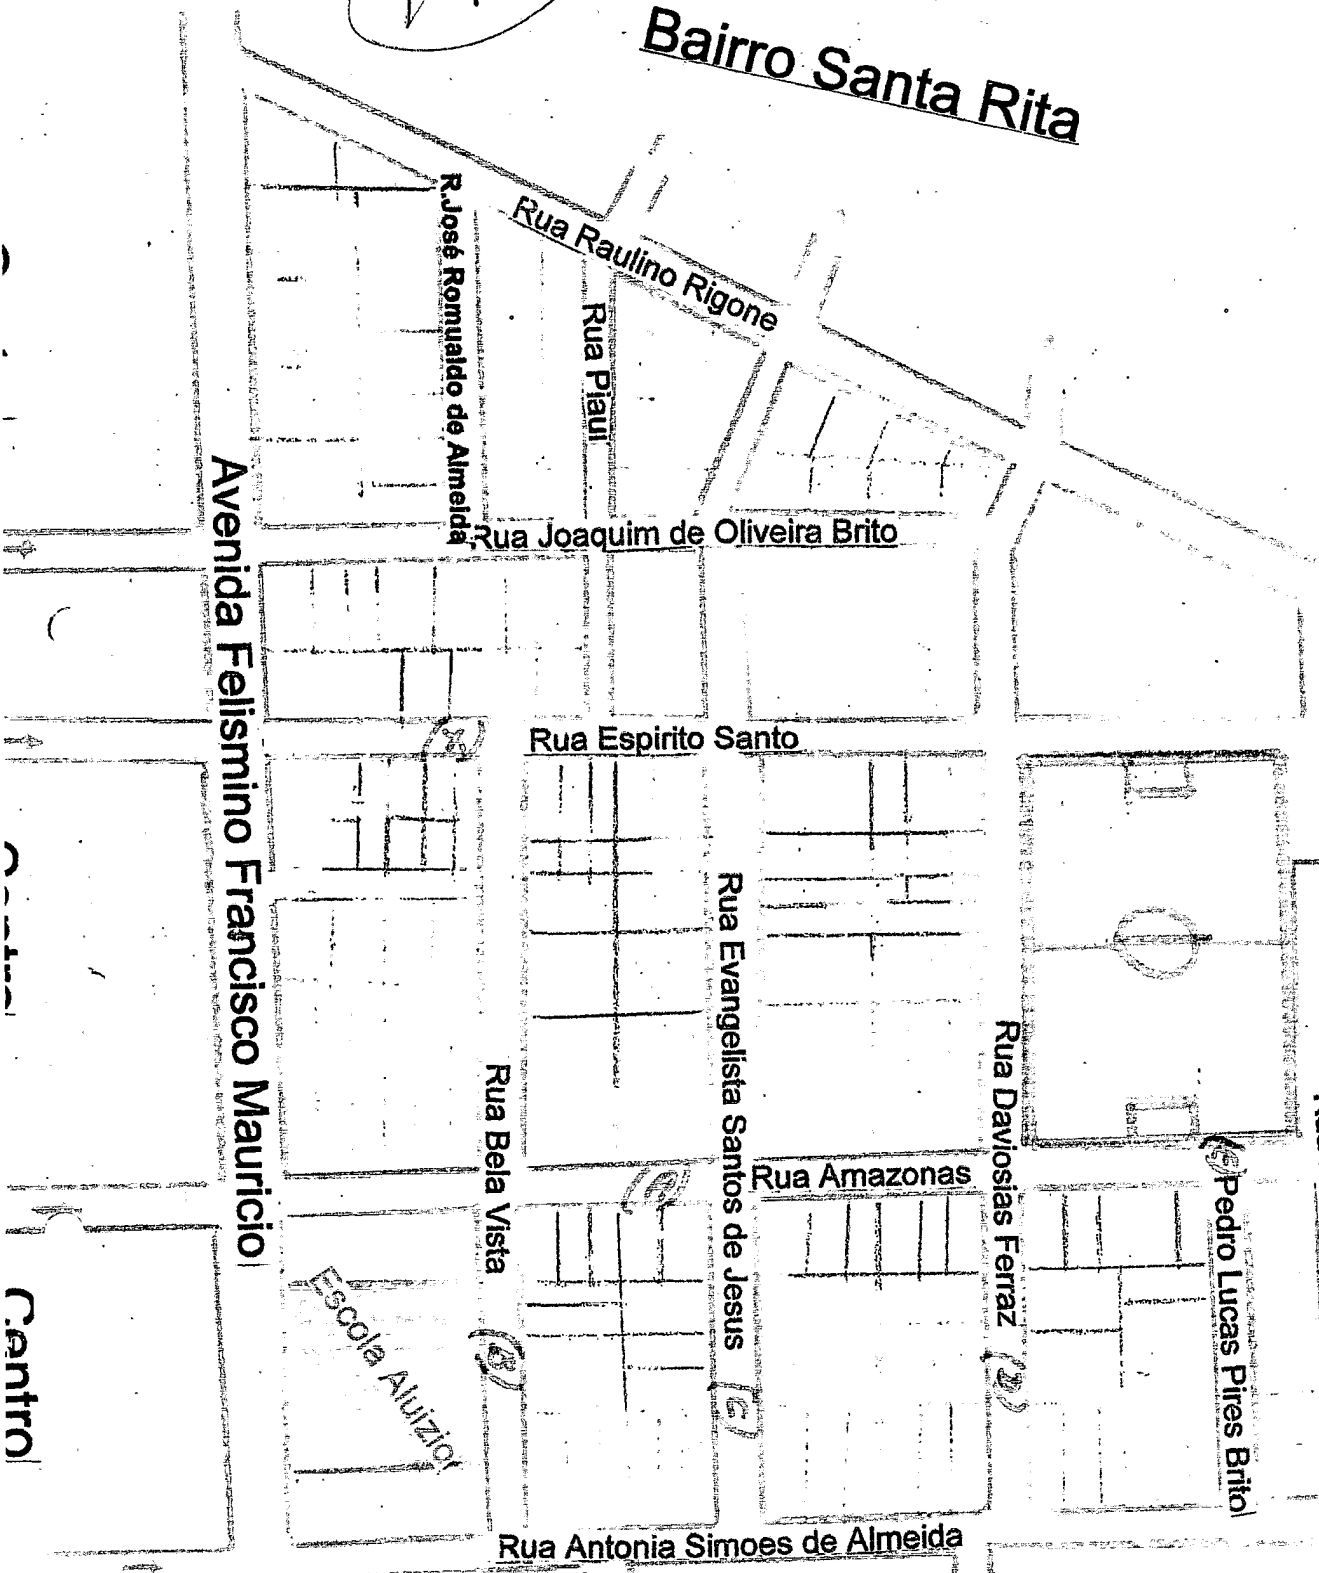 Bairro Santa Rita
Rua Raulino Rigone
R.José Romualdo de Almeida
Rua Piaui
Rua Joaquim de Oliveira Brito
Avenida Felismino Francisco Mauricio
Rua Espirito Santo
Rua Evangelista Santos de Jesus
Rua Daviosias Ferraz
Rua Bela Vista
Rua Amazonas
Pedro Lucas Pires Brito
Escola Aluizio
Centro
Rua Antonia Simoes de Almeida